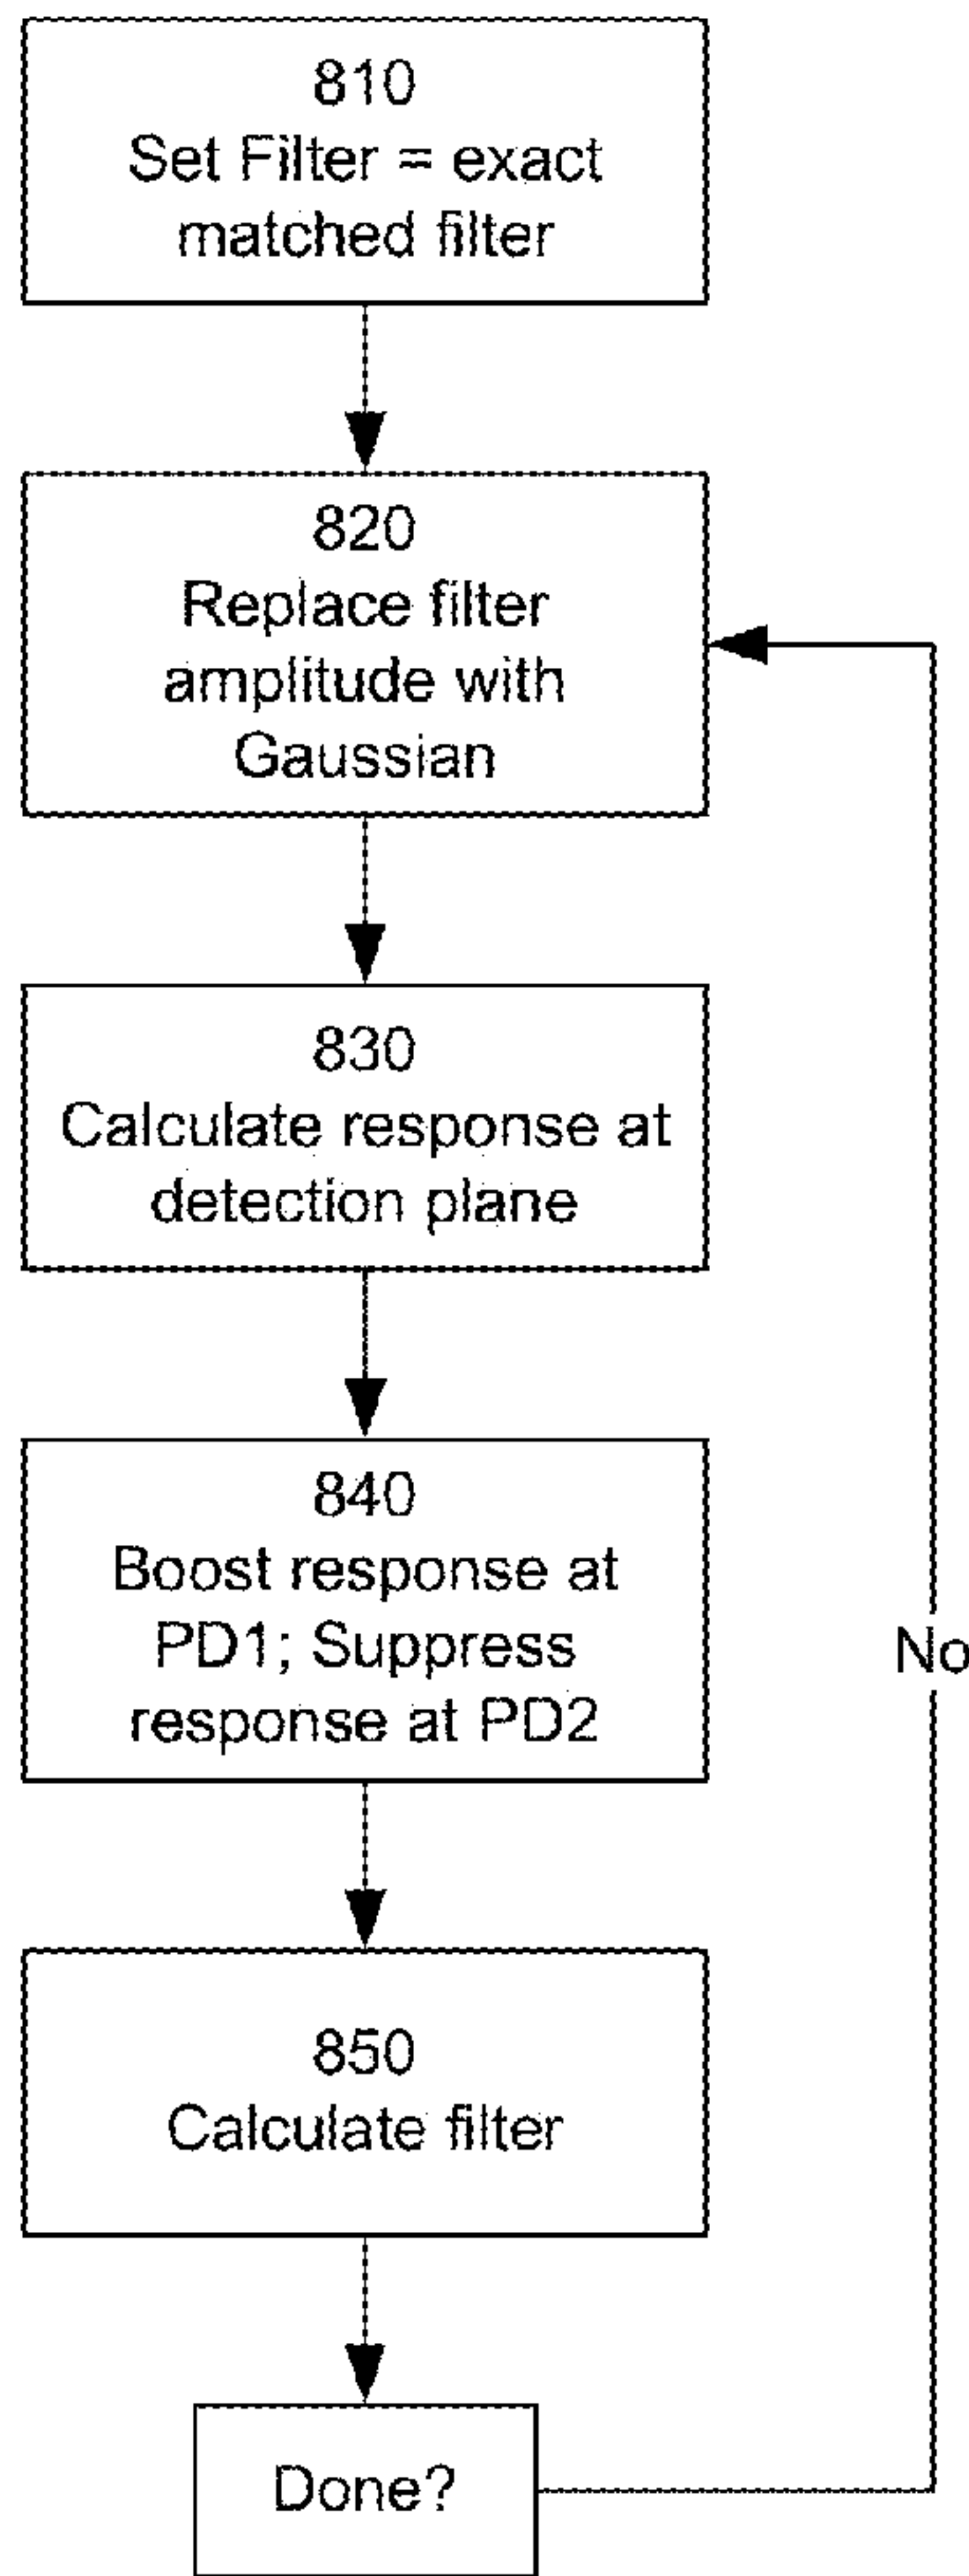 810
Set Filter = exact
matched filter
820
Replace filter
amplitude with
Gaussian
830
Calculate response at
detection plane
840
Boost response at
PD1; Suppress
response at PD2
No
850
Calculate filter
Done?